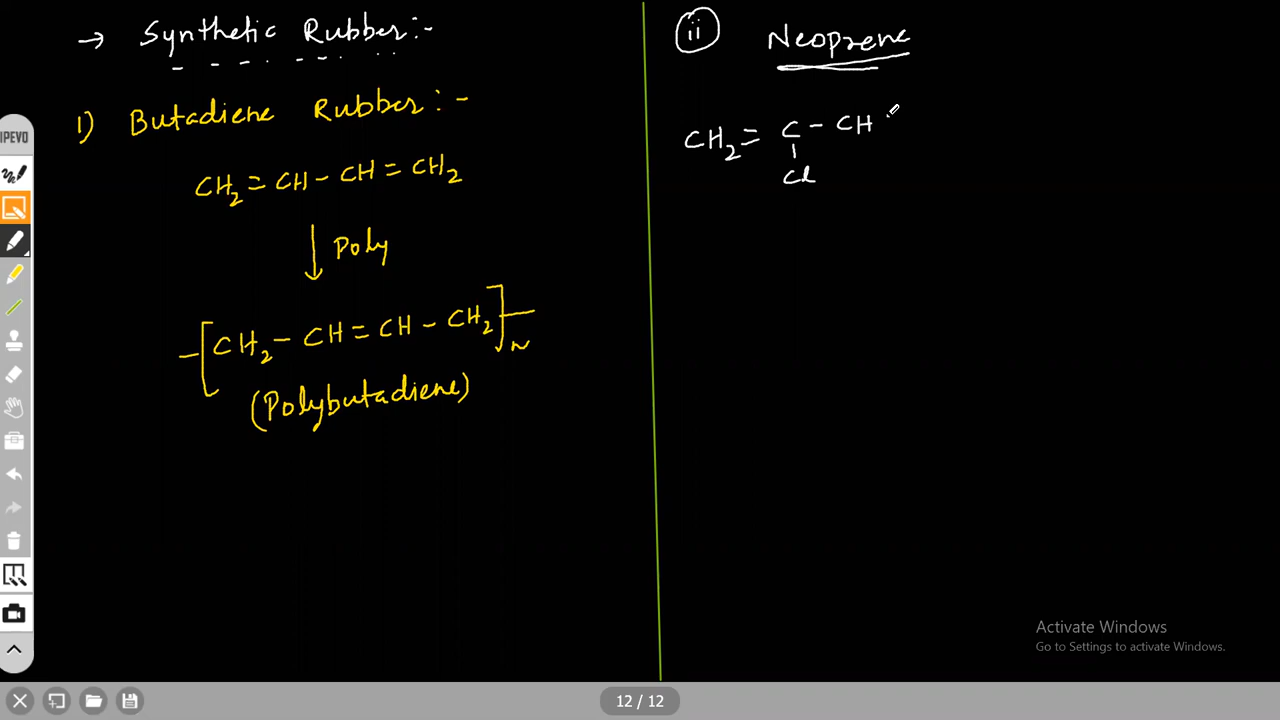 → Synthetic Rubber:-
1) Butadiene Rubber:-
CH2 = CH - CH = CH2
↓ Poly
-[CH2 - CH = CH - CH2]-n
(Polybutadiene)
ii Neoprene
CH2 = C - CH
Cl
IPEVO
Activate Windows
Go to Settings to activate Windows.
12 / 12